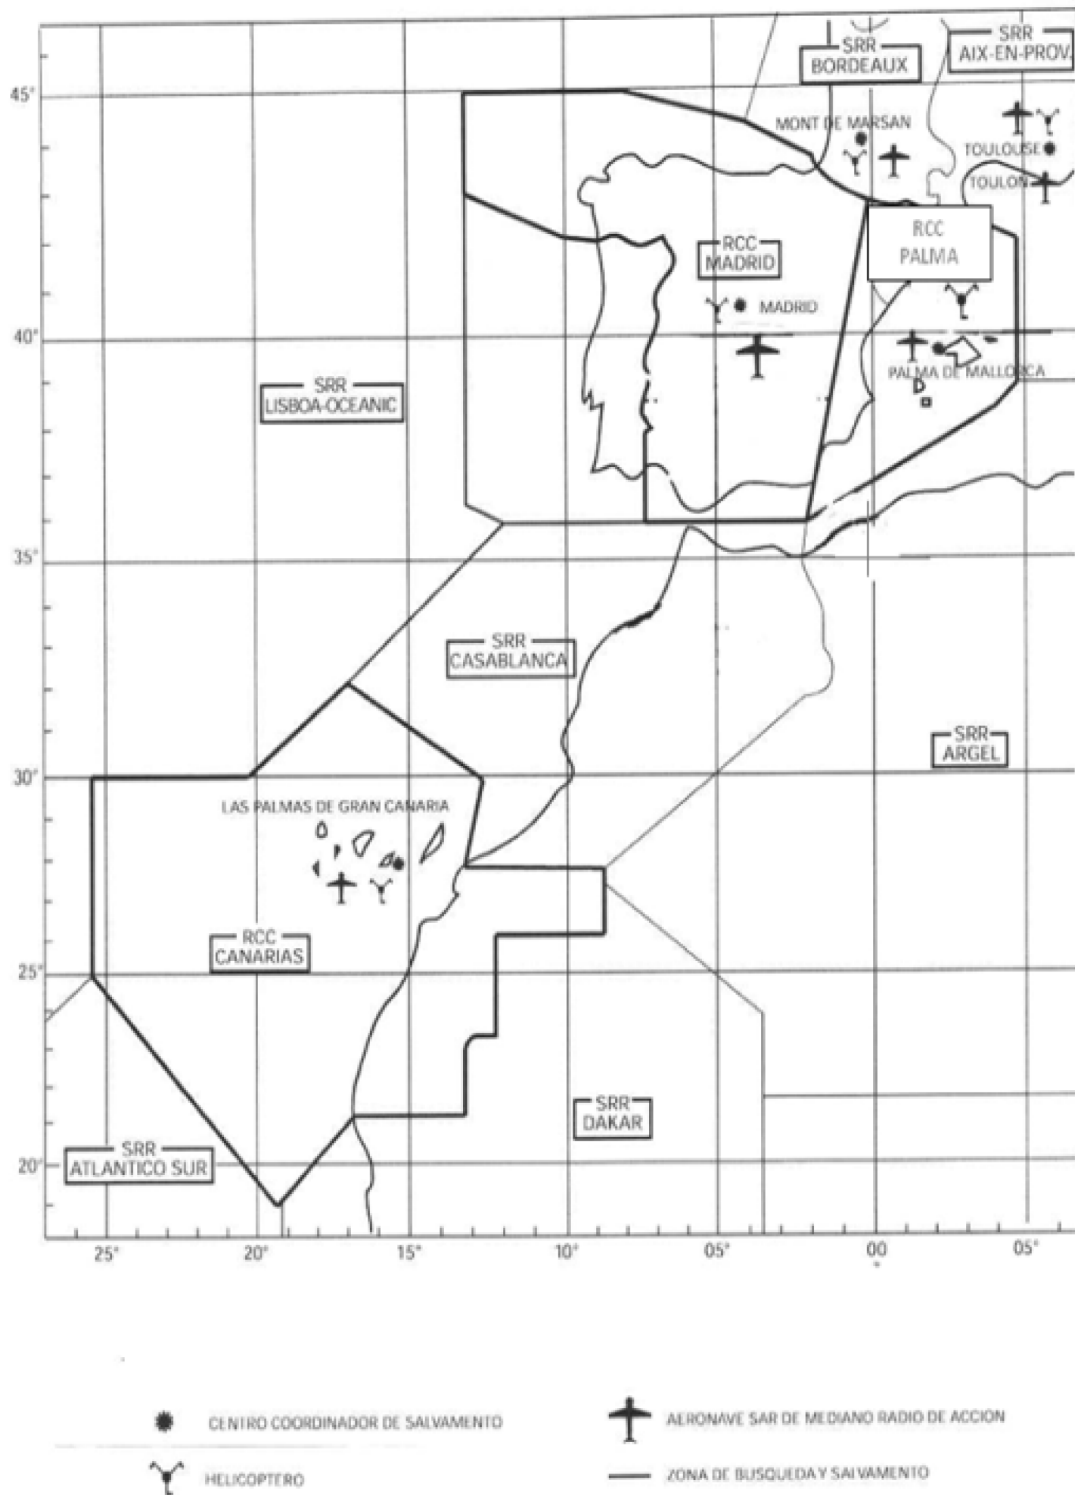 SRR
BORDEAUX
SRR
AIX-EN-PROV.
45°
MONT DE MARSAN
TOULOUSE
TOULON
RCC
PALMA
RCC
MADRID
MADRID
40°
PALMA DE MALLORCA
SRR
LISBOA-OCEANIC
35°
SRR
CASABLANCA
SRR
ARGEL
30°
LAS PALMAS DE GRAN CANARIA
RCC
CANARIAS
25°
SRR
DAKAR
SRR
ATLANTICO SUR
20°
25° 20° 15° 10° 05° 00° 05°
CENTRO COORDINADOR DE SALVAMENTO
AERONAVE SAR DE MEDIANO RADIO DE ACCION
HELICOPTERO
ZONA DE BUSQUEDA Y SALVAMENTO